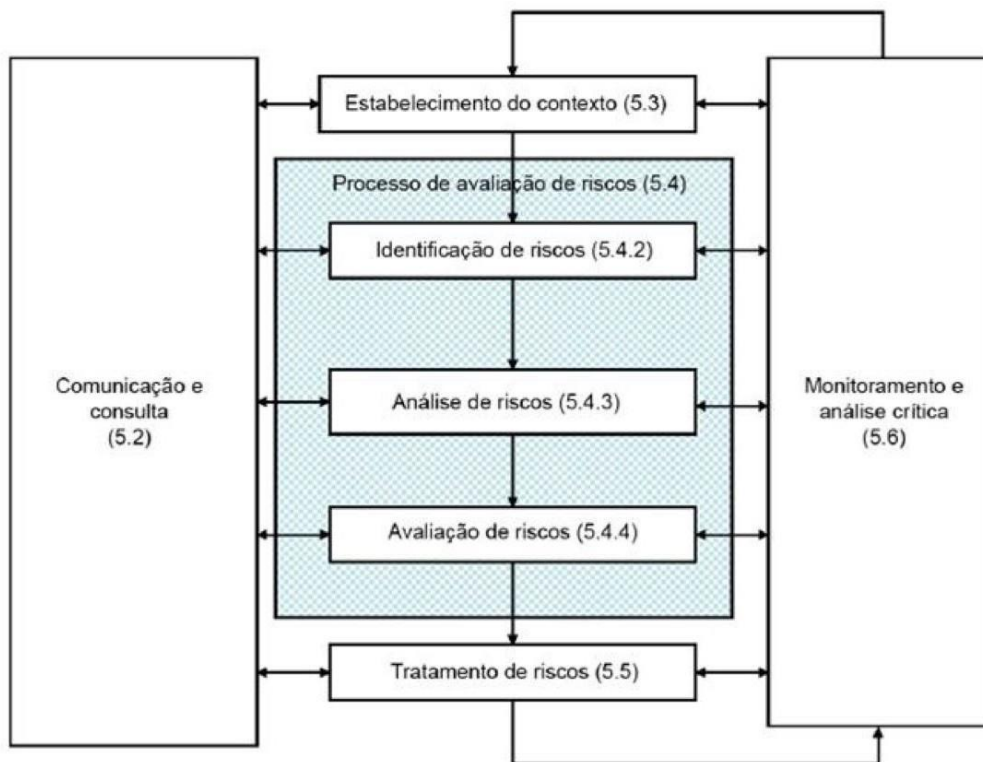 Estabelecimento do contexto (5.3)
Processo de avaliação de riscos (5.4)
Identificação de riscos (5.4.2)
Comunicação e
consulta
(5.2)
Análise de riscos (5.4.3)
Monitoramento e
análise crítica
(5.6)
Avaliação de riscos (5.4.4)
Tratamento de riscos (5.5)